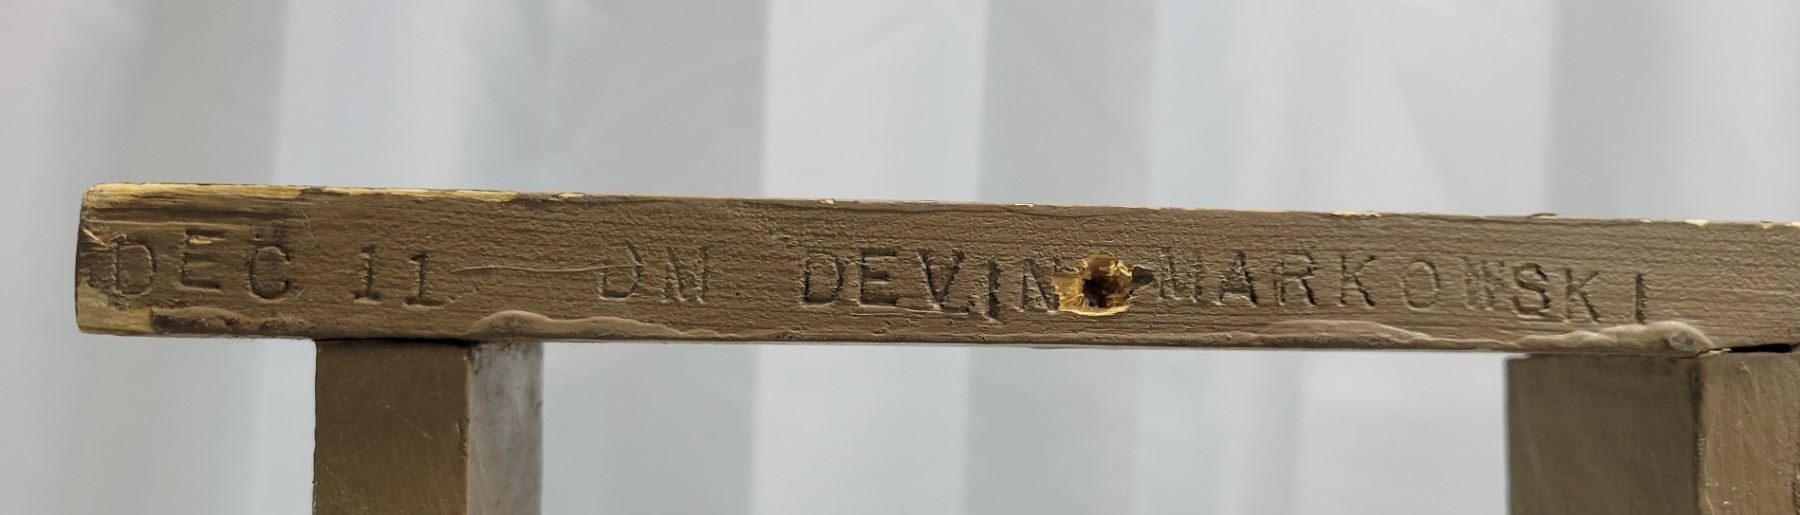 DEC 11 DM DEVIN MARKOWSKI